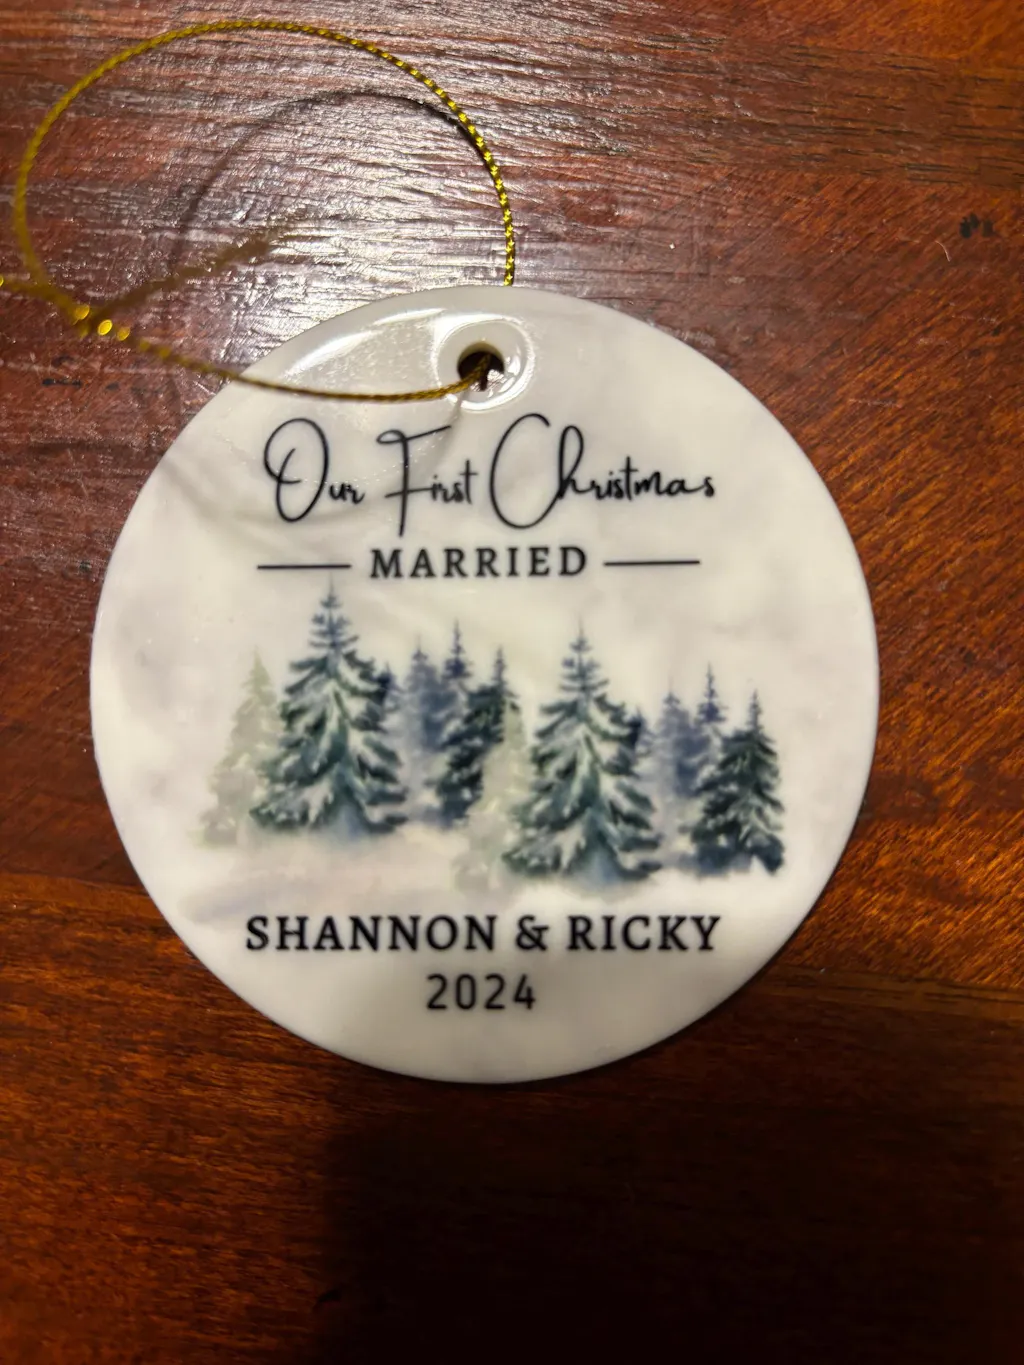 Our First Christmas
MARRIED
SHANNON & RICKY
2024